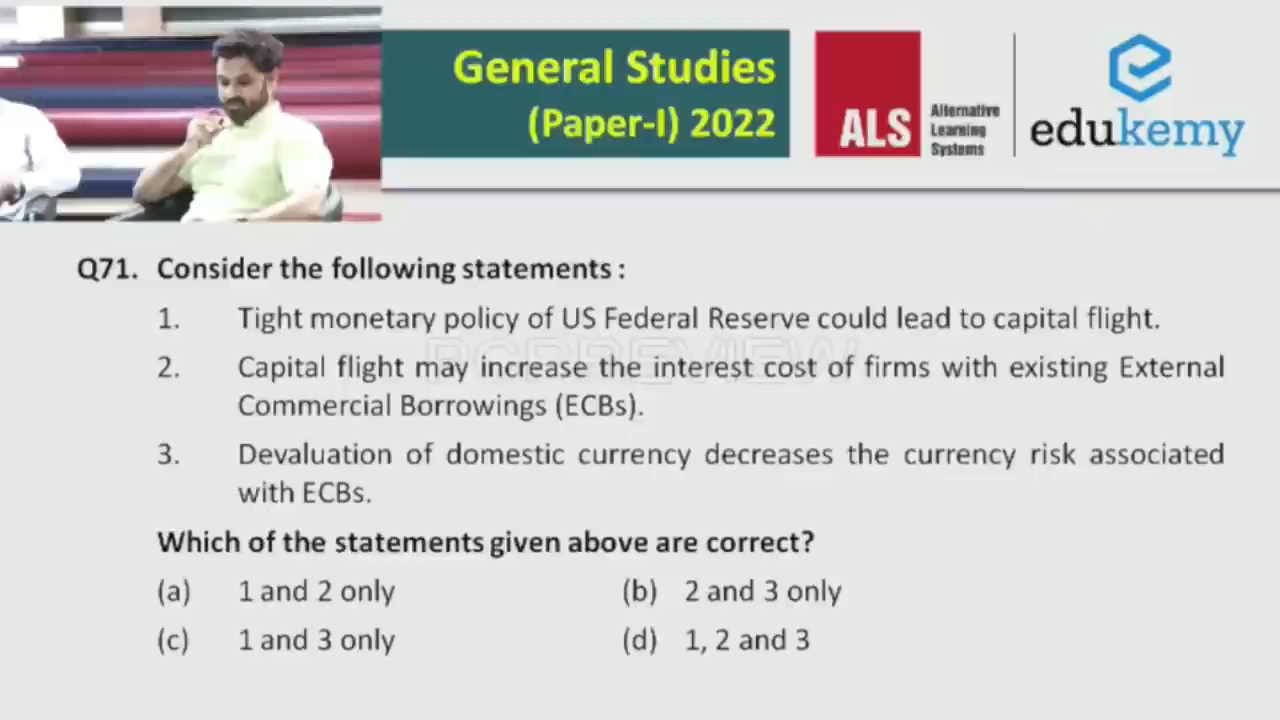 General Studies
(Paper-I) 2022
ALS
Alternative
Learning
Systems
edukemy
Q71. Consider the following statements :
1. Tight monetary policy of US Federal Reserve could lead to capital flight.
2. Capital flight may increase the interest cost of firms with existing External
Commercial Borrowings (ECBs).
3. Devaluation of domestic currency decreases the currency risk associated
with ECBs.
Which of the statements given above are correct?
(a) 1 and 2 only (b) 2 and 3 only
(c) 1 and 3 only (d) 1, 2 and 3